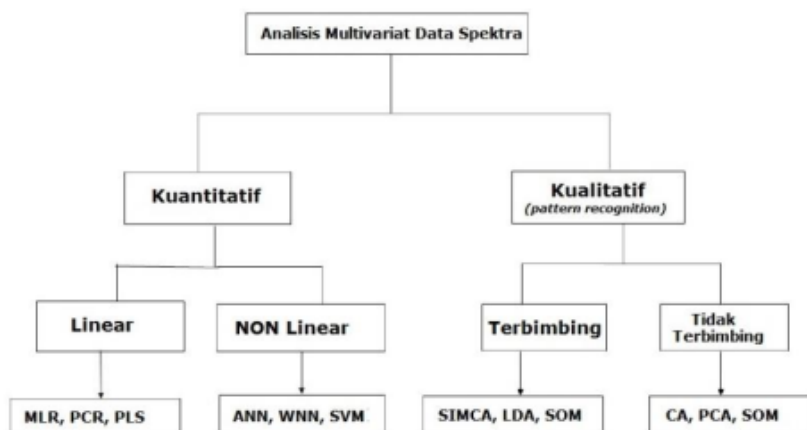 Analisis Multivariat Data Spektra
Kuantitatif
Kualitatif
(pattern recognition)
Linear
NON Linear
Terbimbing
Tidak
Terbimbing
MLR, PCR, PLS
ANN, WNN, SVM
SIMCA, LDA, SOM
CA, PCA, SOM